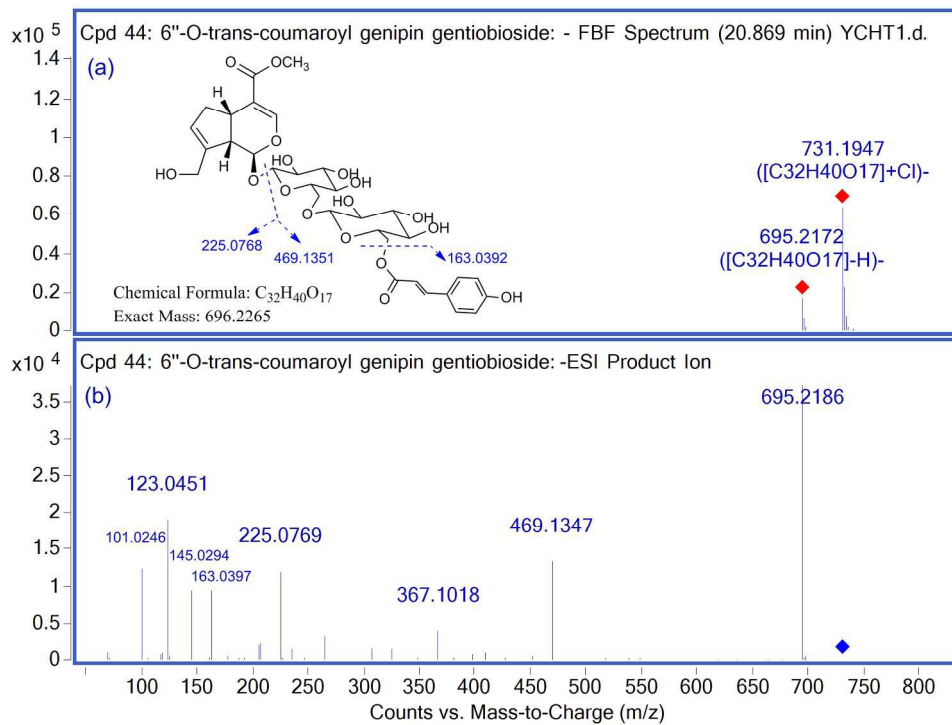 x10 5
Cpd 44: 6"-O-trans-coumaroyl genipin gentiobioside: - FBF Spectrum (20.869 min) YCHT1.d.
(a)
1.4
1.2
1
0.8
0.6
0.4
0.2
0
O
OCH3
H
O
HO
H
O
HO
OH
OH
O
O
HO
OH
OH
O
O
O
OH
225.0768
469.1351
163.0392
Chemical Formula: C32H40O17
Exact Mass: 696.2265
731.1947
([C32H40O17]+Cl)-
695.2172
([C32H40O17]-H)-
x10 4
Cpd 44: 6"-O-trans-coumaroyl genipin gentiobioside: -ESI Product Ion
(b)
3.5
3
2.5
2
1.5
1
0.5
0
695.2186
123.0451
101.0246
145.0294
163.0397
225.0769
469.1347
367.1018
100 150 200 250 300 350 400 450 500 550 600 650 700 750 800
Counts vs. Mass-to-Charge (m/z)